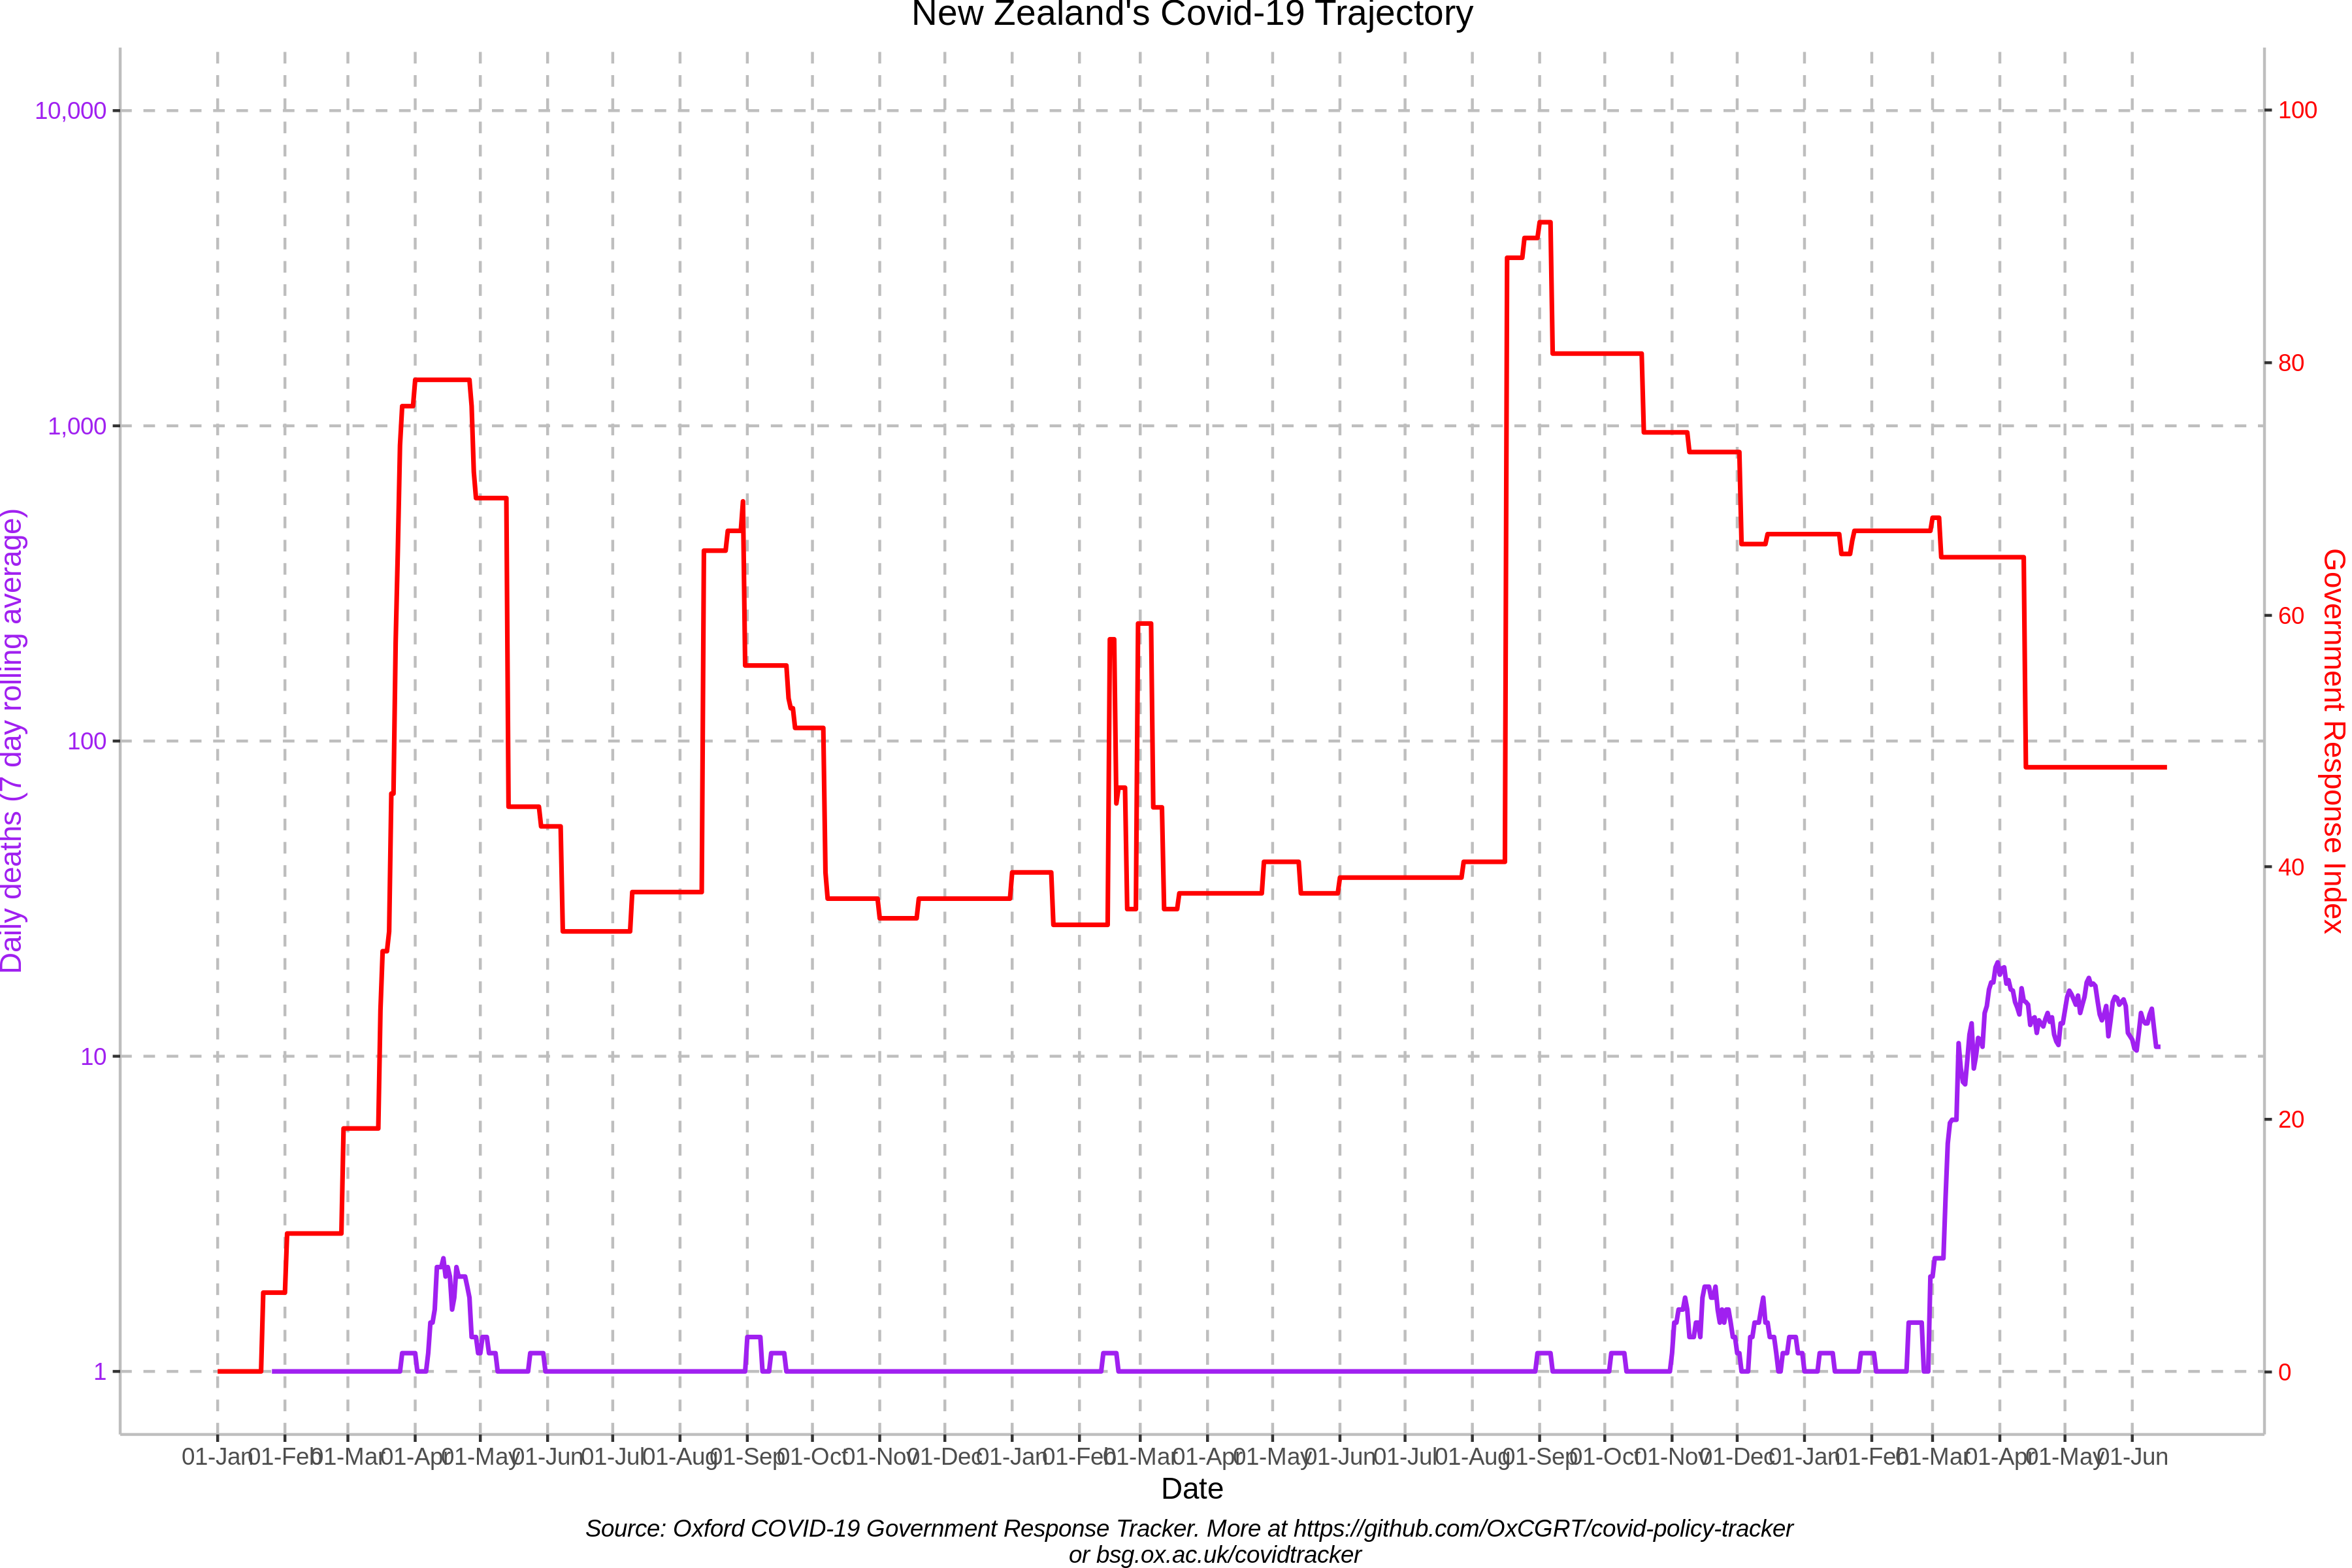 New Zealand's Covid-19 Trajectory
10,000
1,000
100
10
1
Daily deaths (7 day rolling average)
100
80
60
40
20
0
Government Response Index
01-Jan 01-Feb 01-Mar 01-Apr 01-May 01-Jun 01-Jul 01-Aug 01-Sep 01-Oct 01-Nov 01-Dec 01-Jan 01-Feb 01-Mar 01-Apr 01-May 01-Jun 01-Jul 01-Aug 01-Sep 01-Oct 01-Nov 01-Dec 01-Jan 01-Feb 01-Mar 01-Apr 01-May 01-Jun
Date
Source: Oxford COVID-19 Government Response Tracker. More at https://github.com/OxCGRT/covid-policy-tracker
or bsg.ox.ac.uk/covidtracker